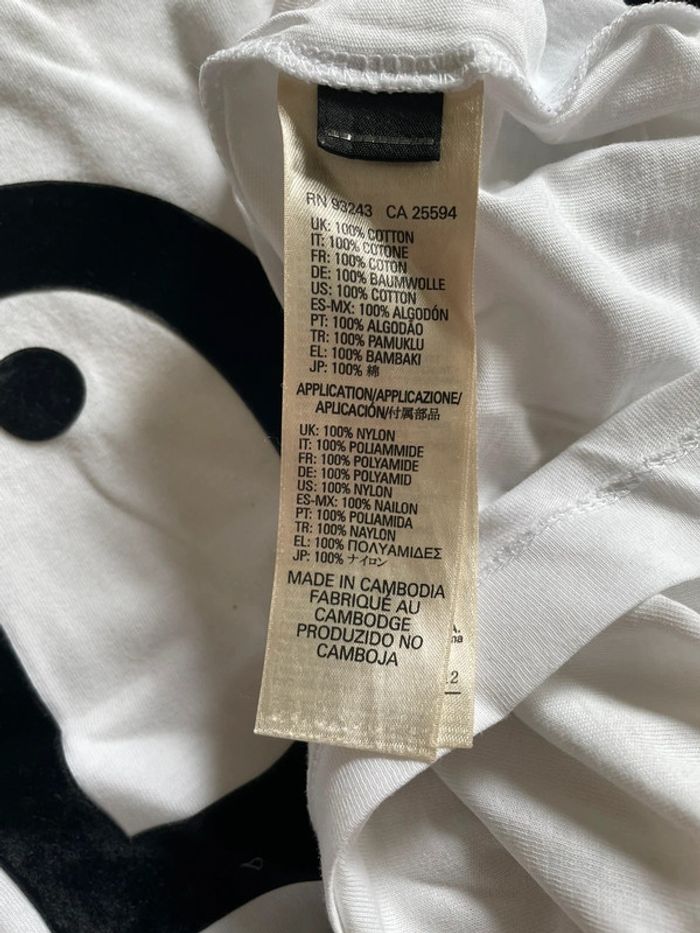 RN 93243 CA 25594
UK: 100% COTTON
IT: 100% COTONE
FR: 100% COTON
DE: 100% BAUMWOLLE
US: 100% COTTON
ES-MX: 100% ALGODÓN
PT: 100% ALGODÃO
TR: 100% PAMUKLU
EL: 100% BAMBAKI
JP: 100% 綿
APPLICATION/APPLICAZIONE/
APLICACIÓN/付属部品
UK: 100% NYLON
IT: 100% POLIAMMIDE
FR: 100% POLYAMIDE
DE: 100% POLYAMID
US: 100% NYLON
ES-MX: 100% NAILON
PT: 100% POLIAMIDA
TR: 100% NAYLON
EL: 100% ΠΟΛΥΑΜΙΔΕΣ
JP: 100% ナイロン
MADE IN CAMBODIA
FABRIQUÉ AU
CAMBODGE
PRODUZIDO NO
CAMBOJA